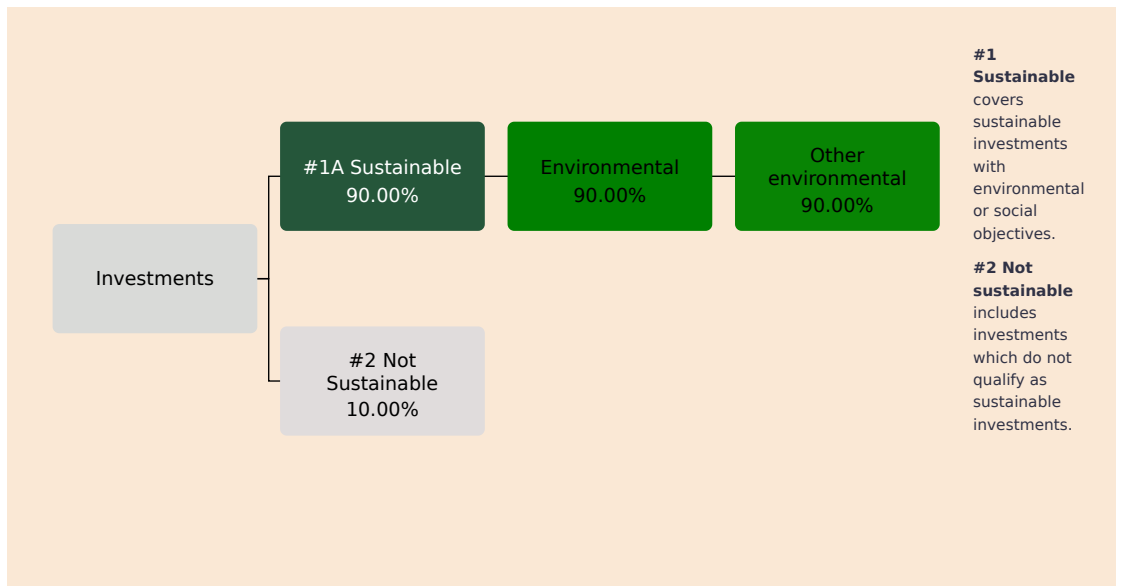 Investments
#1A Sustainable
90.00%
Environmental
90.00%
Other
environmental
90.00%
#2 Not
Sustainable
10.00%
#1
Sustainable
covers
sustainable
investments
with
environmental
or social
objectives.
#2 Not
sustainable
includes
investments
which do not
qualify as
sustainable
investments.